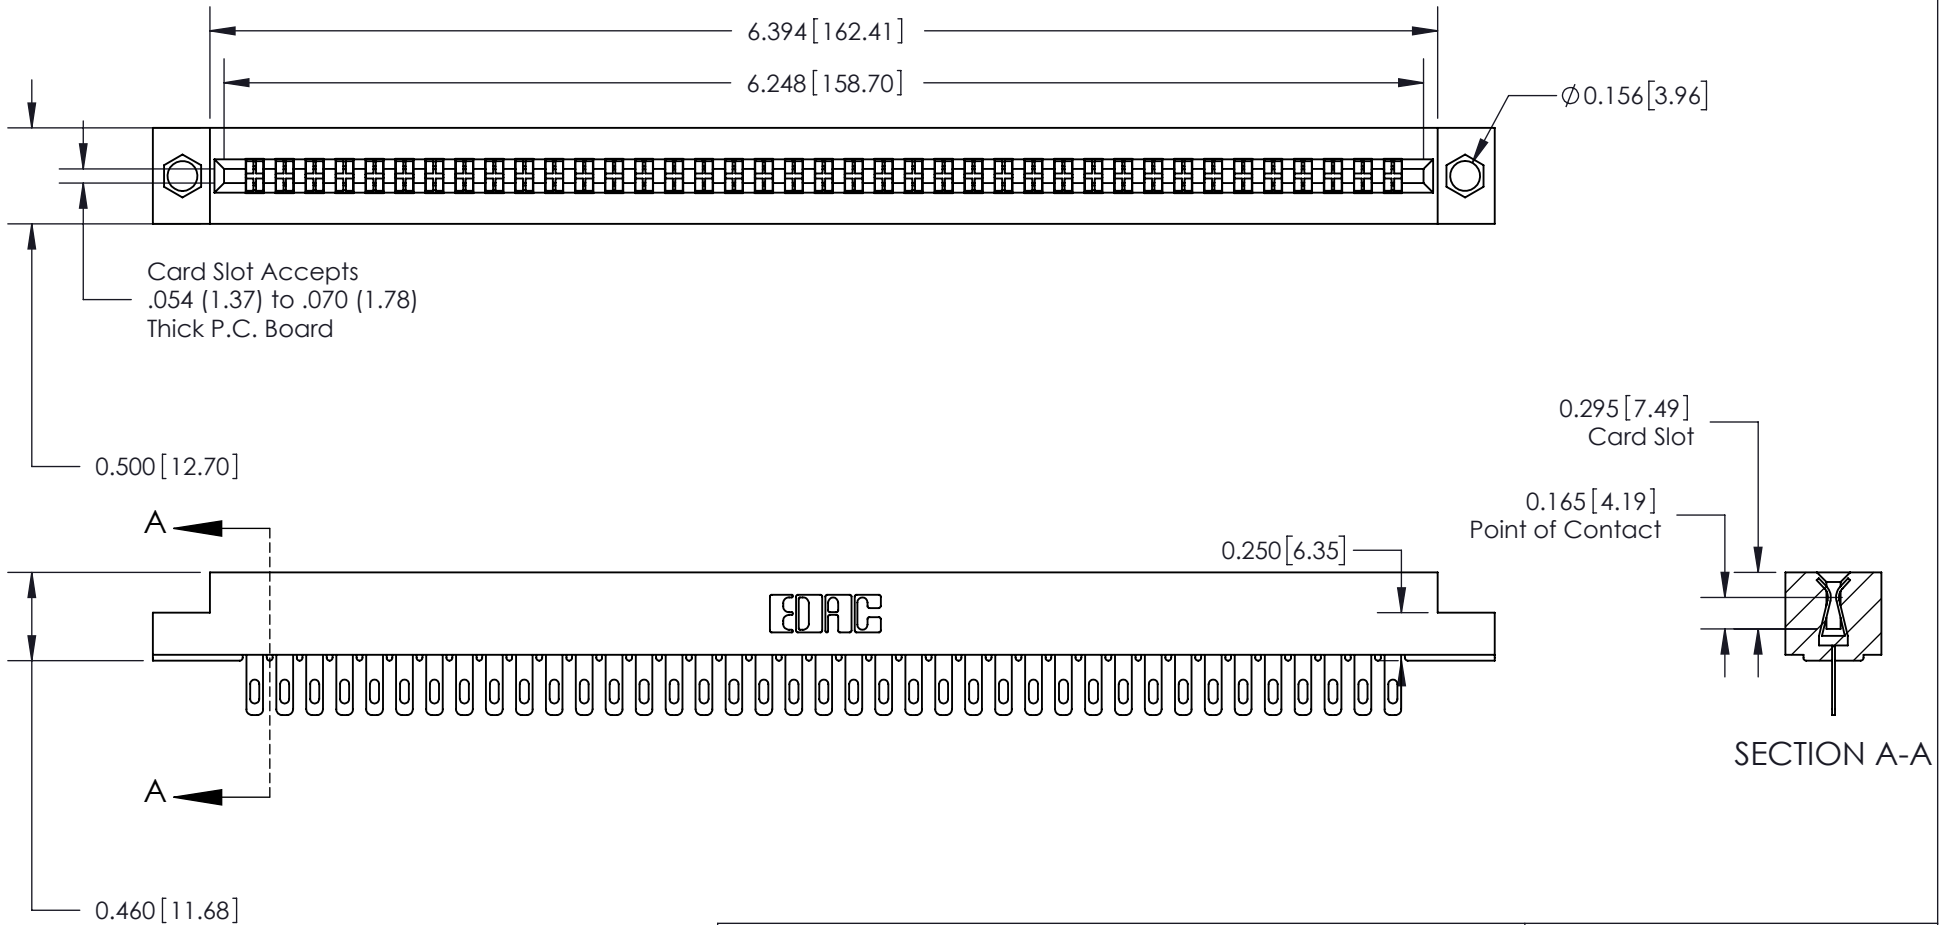 6.394[162.41]
6.248[158.70]
Ø0.156[3.96]
Card Slot Accepts
.054 (1.37) to .070 (1.78)
Thick P.C. Board
0.295[7.49]
Card Slot
0.500[12.70]
0.165[4.19]
Point of Contact
A
0.250[6.35]
EDAC
SECTION A-A
A
0.460[11.68]